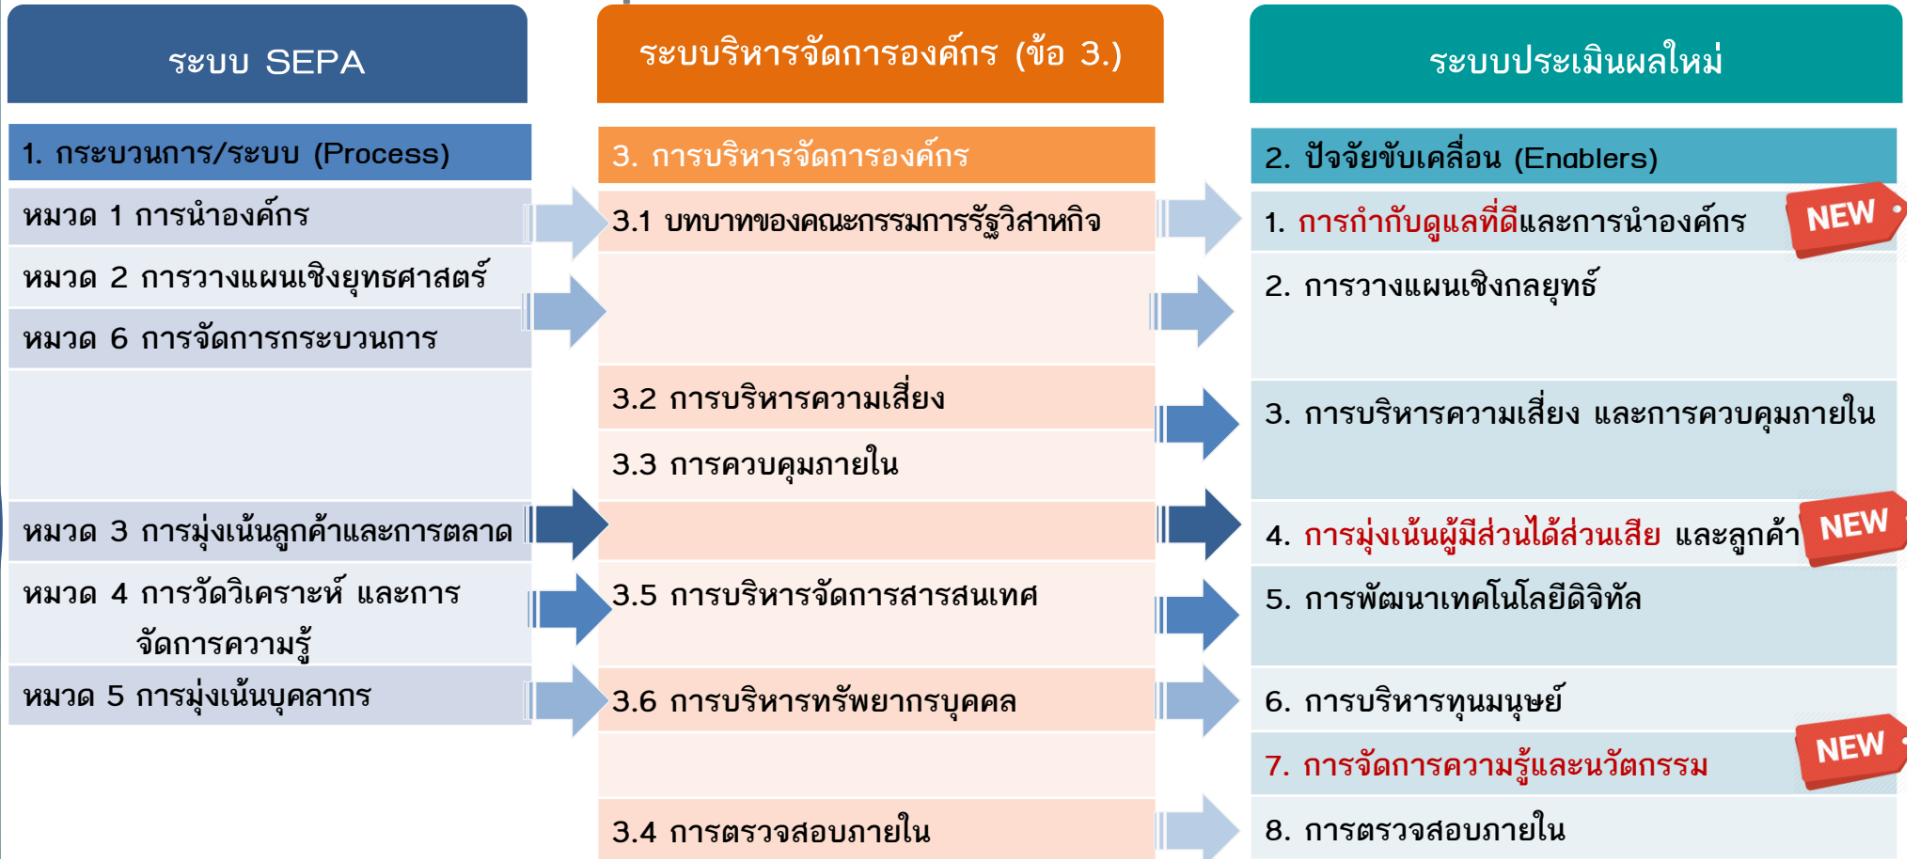 ระบบ SEPA
1. กระบวนการ/ระบบ (Process)
หมวด 1 การนำองค์กร
หมวด 2 การวางแผนเชิงยุทธศาสตร์
หมวด 6 การจัดการกระบวนการ
หมวด 3 การมุ่งเน้นลูกค้าและการตลาด
หมวด 4 การวัดวิเคราะห์ และการ
จัดการความรู้
หมวด 5 การมุ่งเน้นบุคลากร
ระบบริหารจัดการองค์กร (ข้อ 3.)
3. การบริหารจัดการองค์กร
3.1 บทบาทของคณะกรรมการรัฐวิสาหกิจ
3.2 การบริหารความเสี่ยง
3.3 การควบคุมภายใน
3.5 การบริหารจัดการสารสนเทศ
3.6 การบริหารทรัพยากรบุคคล
3.4 การตรวจสอบภายใน
ระบบประเมินผลใหม่
2. ปัจจัยขับเคลื่อน (Enablers)
1. การกำกับดูแลที่ดีและการนำองค์กร
NEW
2. การวางแผนเชิงกลยุทธ์
3. การบริหารความเสี่ยง และการควบคุมภายใน
4. การมุ่งเน้นผู้มีส่วนได้ส่วนเสีย และลูกค้า
NEW
5. การพัฒนาเทคโนโลยีดิจิทัล
6. การบริหารทุนมนุษย์
7. การจัดการความรู้และนวัตกรรม
NEW
8. การตรวจสอบภายใน